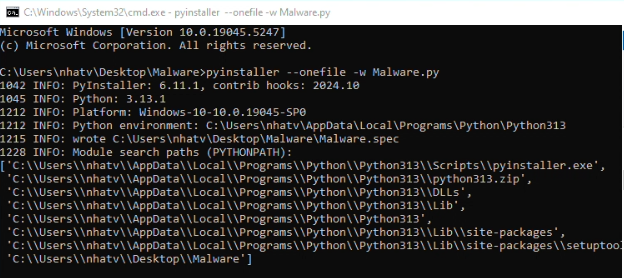 C:\Windows\System32\cmd.exe - pyinstaller --onefile -w Malware.py
Microsoft Windows [Version 10.0.19045.5247]
(c) Microsoft Corporation. All rights reserved.
C:\Users\nhatv\Desktop\Malware>pyinstaller --onefile -w Malware.py
1042 INFO: PyInstaller: 6.11.1, contrib hooks: 2024.10
1045 INFO: Python: 3.13.1
1212 INFO: Platform: Windows-10-10.0.19045-SP0
1212 INFO: Python environment: C:\Users\nhatv\AppData\Local\Programs\Python\Python313
1215 INFO: wrote C:\Users\nhatv\Desktop\Malware\Malware.spec
1228 INFO: Module search paths (PYTHONPATH):
['C:\\Users\\nhatv\\AppData\\Local\\Programs\\Python\\Python313\\Scripts\\pyinstaller.exe',
'C:\\Users\\nhatv\\AppData\\Local\\Programs\\Python\\Python313\\python313.zip',
'C:\\Users\\nhatv\\AppData\\Local\\Programs\\Python\\Python313\\DLLs',
'C:\\Users\\nhatv\\AppData\\Local\\Programs\\Python\\Python313\\Lib',
'C:\\Users\\nhatv\\AppData\\Local\\Programs\\Python\\Python313',
'C:\\Users\\nhatv\\AppData\\Local\\Programs\\Python\\Python313\\Lib\\site-packages',
'C:\\Users\\nhatv\\AppData\\Local\\Programs\\Python\\Python313\\Lib\\site-packages\\setuptool
'C:\\Users\\nhatv\\Desktop\\Malware']